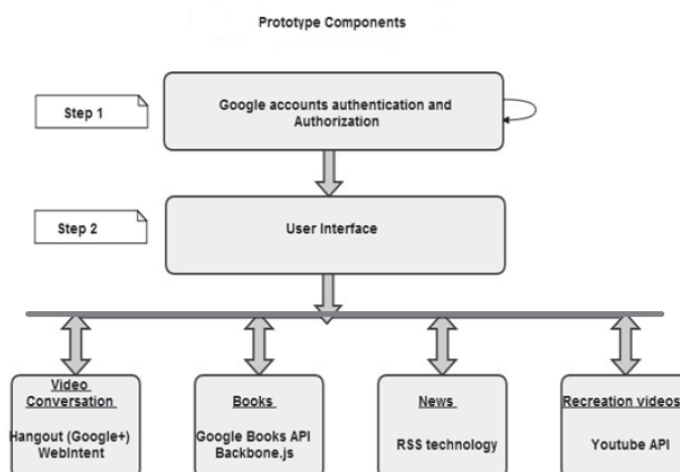 Prototype Components
Step 1
Google accounts authentication and
Authorization
Step 2
User Interface
Video
Conversation
Hangout (Google+)
WebIntent
Books
Google Books API
Backbone.js
News
RSS technology
Recreation videos
Youtube API